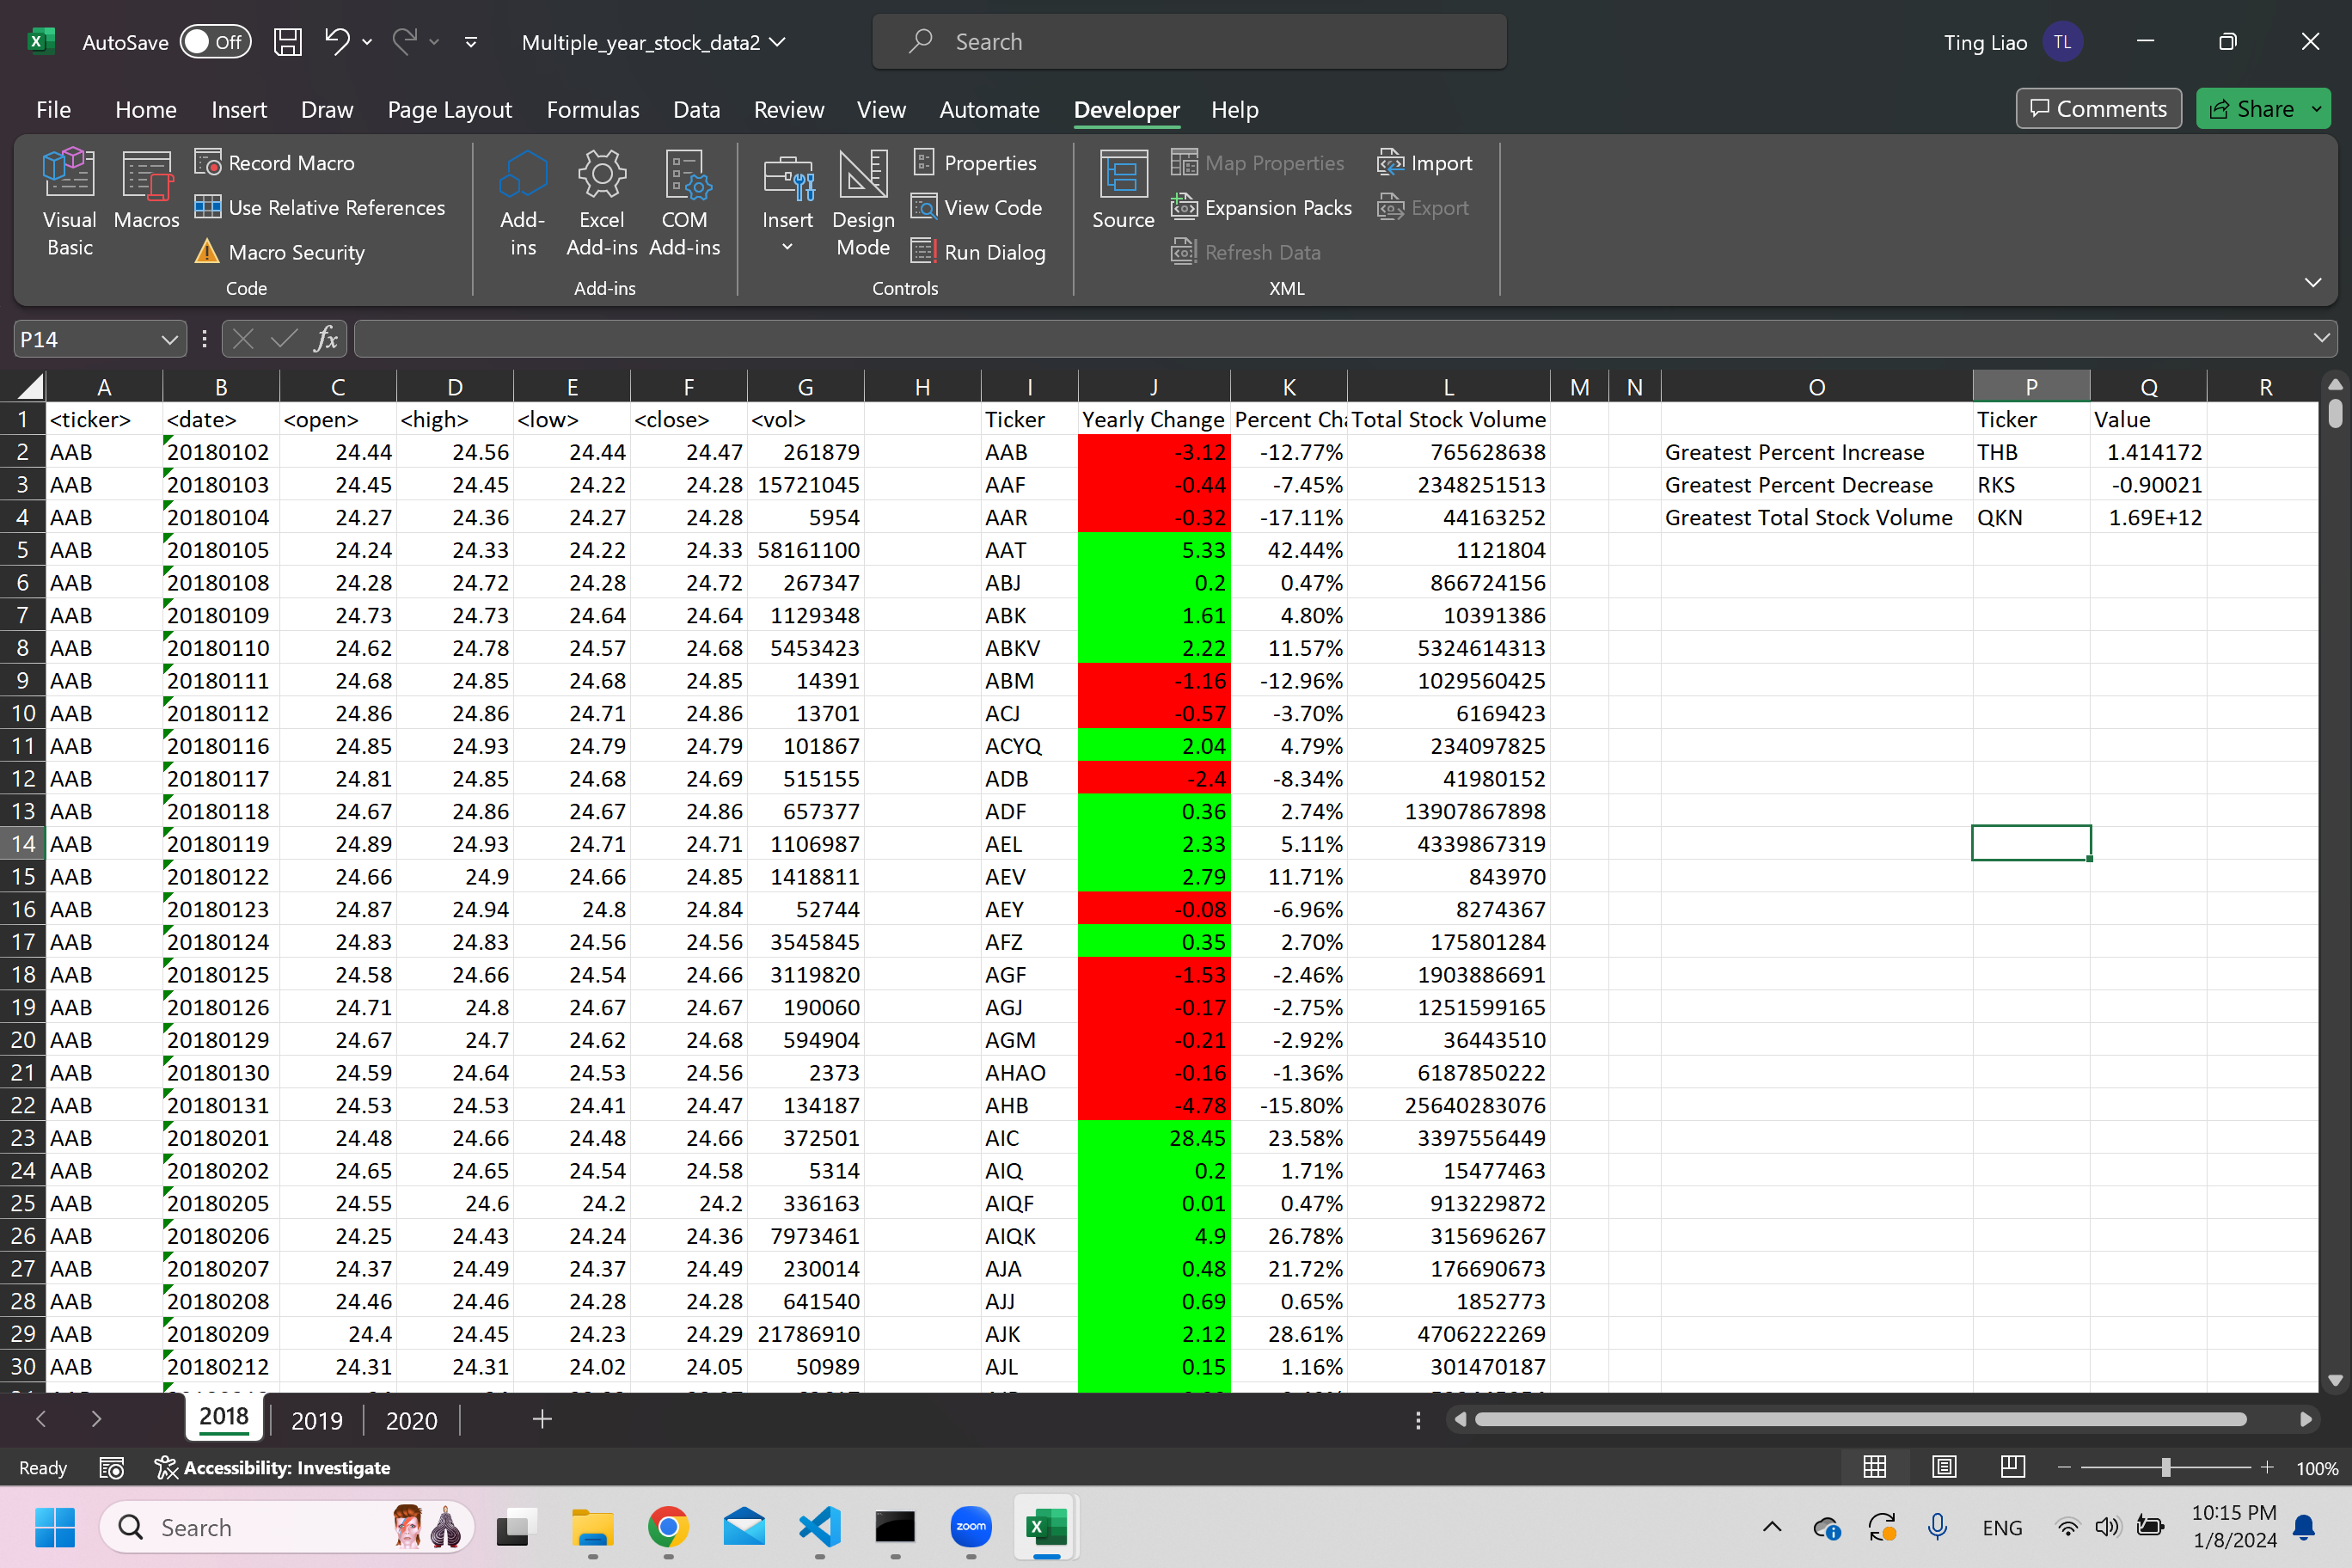 AutoSave Off Multiple_year_stock_data2 Search Ting Liao TL
File Home Insert Draw Page Layout Formulas Data Review View Automate Developer Help Comments Share
Visual Basic Macros Record Macro Use Relative References Macro Security Code
Add-ins Excel Add-ins COM Add-ins Add-ins
Insert Design Mode Properties View Code Run Dialog Controls
Source Map Properties Expansion Packs Refresh Data Import Export XML
P14 fx
A B C D E F G H I J K L M N O P Q R
1 <ticker> <date> <open> <high> <low> <close> <vol> Ticker Yearly Change Percent Cha Total Stock Volume Ticker Value
2 AAB 20180102 24.44 24.56 24.44 24.47 261879 AAB -3.12 -12.77% 765628638 Greatest Percent Increase THB 1.414172
3 AAB 20180103 24.45 24.45 24.22 24.28 15721045 AAF -0.44 -7.45% 2348251513 Greatest Percent Decrease RKS -0.90021
4 AAB 20180104 24.27 24.36 24.27 24.28 5954 AAR -0.32 -17.11% 44163252 Greatest Total Stock Volume QKN 1.69E+12
5 AAB 20180105 24.24 24.33 24.22 24.33 58161100 AAT 5.33 42.44% 1121804
6 AAB 20180108 24.28 24.72 24.28 24.72 267347 ABJ 0.2 0.47% 866724156
7 AAB 20180109 24.73 24.73 24.64 24.64 1129348 ABK 1.61 4.80% 10391386
8 AAB 20180110 24.62 24.78 24.57 24.68 5453423 ABKV 2.22 11.57% 5324614313
9 AAB 20180111 24.68 24.85 24.68 24.85 14391 ABM -1.16 -12.96% 1029560425
10 AAB 20180112 24.86 24.86 24.71 24.86 13701 ACJ -0.57 -3.70% 6169423
11 AAB 20180116 24.85 24.93 24.79 24.79 101867 ACYQ 2.04 4.79% 234097825
12 AAB 20180117 24.81 24.85 24.68 24.69 515155 ADB -2.4 -8.34% 41980152
13 AAB 20180118 24.67 24.86 24.67 24.86 657377 ADF 0.36 2.74% 13907867898
14 AAB 20180119 24.89 24.93 24.71 24.71 1106987 AEL 2.33 5.11% 4339867319
15 AAB 20180122 24.66 24.9 24.66 24.85 1418811 AEV 2.79 11.71% 843970
16 AAB 20180123 24.87 24.94 24.8 24.84 52744 AEY -0.08 -6.96% 8274367
17 AAB 20180124 24.83 24.83 24.56 24.56 3545845 AFZ 0.35 2.70% 175801284
18 AAB 20180125 24.58 24.66 24.54 24.66 3119820 AGF -1.53 -2.46% 1903886691
19 AAB 20180126 24.71 24.8 24.67 24.67 190060 AGJ -0.17 -2.75% 1251599165
20 AAB 20180129 24.67 24.7 24.62 24.68 594904 AGM -0.21 -2.92% 36443510
21 AAB 20180130 24.59 24.64 24.53 24.56 2373 AHAO -0.16 -1.36% 6187850222
22 AAB 20180131 24.53 24.53 24.41 24.47 134187 AHB -4.78 -15.80% 25640283076
23 AAB 20180201 24.48 24.66 24.48 24.66 372501 AIC 28.45 23.58% 3397556449
24 AAB 20180202 24.65 24.65 24.54 24.58 5314 AIQ 0.2 1.71% 15477463
25 AAB 20180205 24.55 24.6 24.2 24.2 336163 AIQF 0.01 0.47% 913229872
26 AAB 20180206 24.25 24.43 24.24 24.36 7973461 AIQK 4.9 26.78% 315696267
27 AAB 20180207 24.37 24.49 24.37 24.49 230014 AJA 0.48 21.72% 176690673
28 AAB 20180208 24.46 24.46 24.28 24.28 641540 AJJ 0.69 0.65% 1852773
29 AAB 20180209 24.4 24.45 24.23 24.29 21786910 AJK 2.12 28.61% 4706222269
30 AAB 20180212 24.31 24.31 24.02 24.05 50989 AJL 0.15 1.16% 301470187
2018 2019 2020
Ready Accessibility: Investigate 100%
Search zoom ENG 10:15 PM
1/8/2024